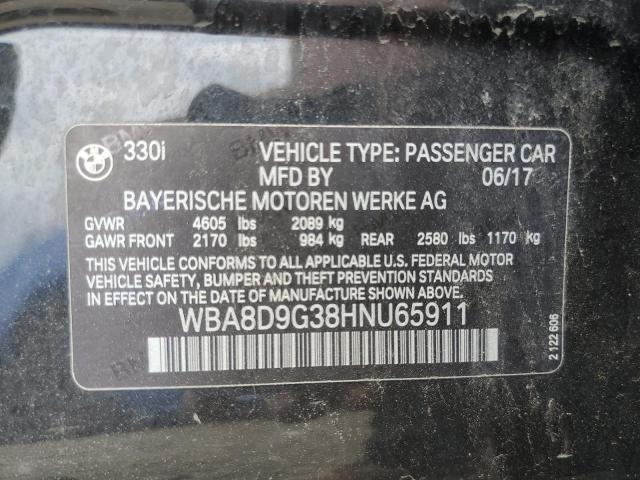 330i VEHICLE TYPE: PASSENGER CAR
MFD BY 06/17
BAYERISCHE MOTOREN WERKE AG
GVWR 4605 lbs 2089 kg
GAWR FRONT 2170 lbs 984 kg REAR 2580 lbs 1170 kg
THIS VEHICLE CONFORMS TO ALL APPLICABLE U.S. FEDERAL MOTOR
VEHICLE SAFETY, BUMPER AND THEFT PREVENTION STANDARDS
IN EFFECT ON THE DATE OF MANUFACTURE SHOWN ABOVE.
WBA8D9G38HNU65911
2 122 606